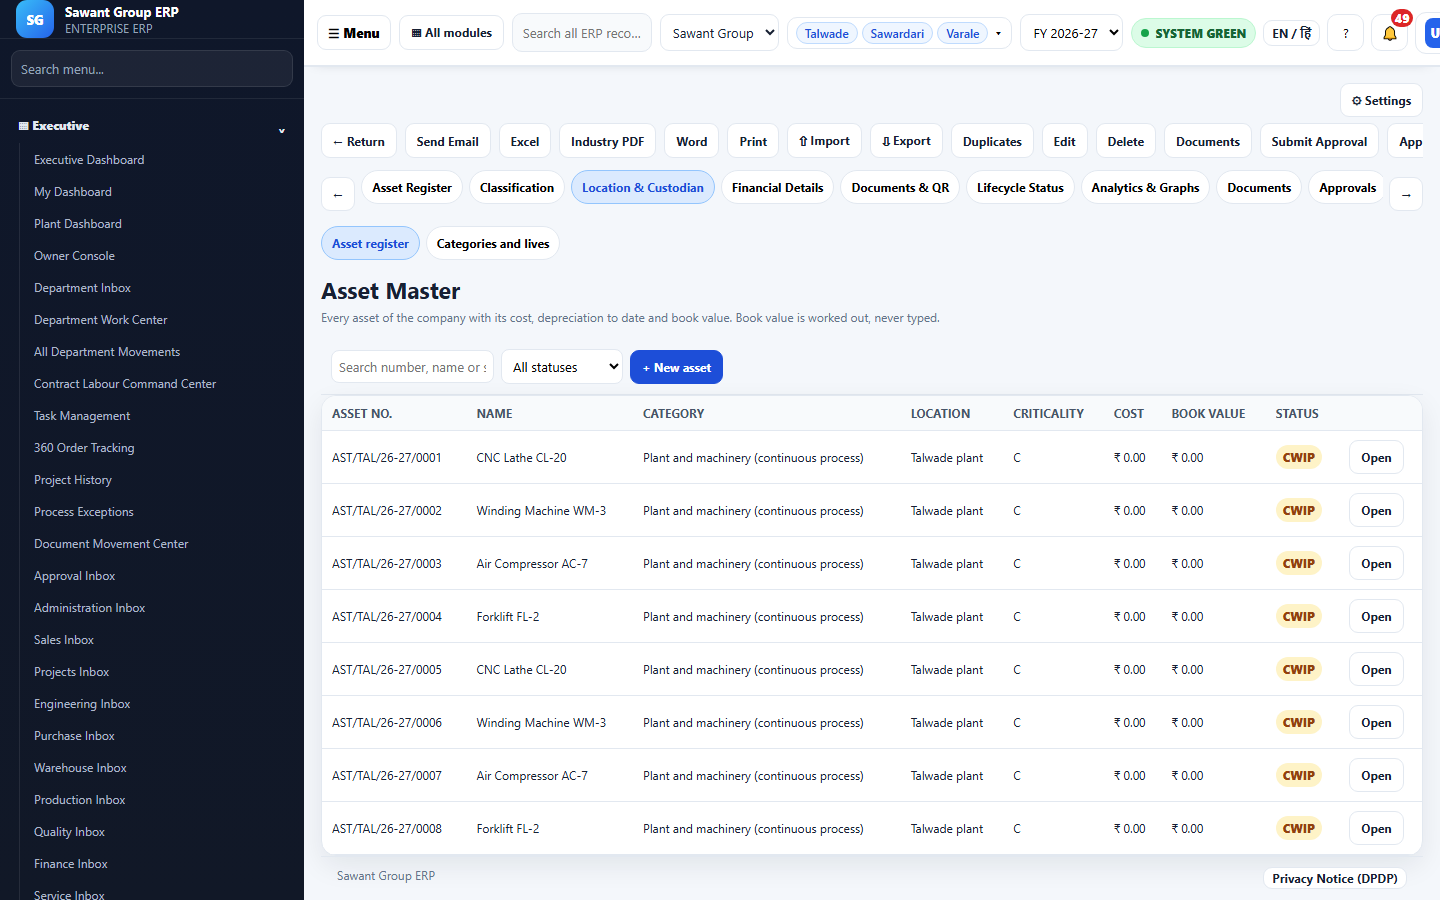 SG
Sawant Group ERP
ENTERPRISE ERP
Search menu...
Executive
Executive Dashboard
My Dashboard
Plant Dashboard
Owner Console
Department Inbox
Department Work Center
All Department Movements
Contract Labour Command Center
Task Management
360 Order Tracking
Project History
Process Exceptions
Document Movement Center
Approval Inbox
Administration Inbox
Sales Inbox
Projects Inbox
Engineering Inbox
Purchase Inbox
Warehouse Inbox
Production Inbox
Quality Inbox
Finance Inbox
Service Inbox
☰ Menu
All modules
Search all ERP reco...
Sawant Group
Talwade Sawardari Varale
FY 2026-27
SYSTEM GREEN
EN / हिं
?
49
U
⚙ Settings
← Return
Send Email
Excel
Industry PDF
Word
Print
⇧ Import
⇩ Export
Duplicates
Edit
Delete
Documents
Submit Approval
App
←
Asset Register
Classification
Location & Custodian
Financial Details
Documents & QR
Lifecycle Status
Analytics & Graphs
Documents
Approvals
→
Asset register
Categories and lives
Asset Master
Every asset of the company with its cost, depreciation to date and book value. Book value is worked out, never typed.
Search number, name or s
All statuses
+ New asset
ASSET NO. NAME CATEGORY LOCATION CRITICALITY COST BOOK VALUE STATUS
AST/TAL/26-27/0001 CNC Lathe CL-20 Plant and machinery (continuous process) Talwade plant C ₹ 0.00 ₹ 0.00 CWIP Open
AST/TAL/26-27/0002 Winding Machine WM-3 Plant and machinery (continuous process) Talwade plant C ₹ 0.00 ₹ 0.00 CWIP Open
AST/TAL/26-27/0003 Air Compressor AC-7 Plant and machinery (continuous process) Talwade plant C ₹ 0.00 ₹ 0.00 CWIP Open
AST/TAL/26-27/0004 Forklift FL-2 Plant and machinery (continuous process) Talwade plant C ₹ 0.00 ₹ 0.00 CWIP Open
AST/TAL/26-27/0005 CNC Lathe CL-20 Plant and machinery (continuous process) Talwade plant C ₹ 0.00 ₹ 0.00 CWIP Open
AST/TAL/26-27/0006 Winding Machine WM-3 Plant and machinery (continuous process) Talwade plant C ₹ 0.00 ₹ 0.00 CWIP Open
AST/TAL/26-27/0007 Air Compressor AC-7 Plant and machinery (continuous process) Talwade plant C ₹ 0.00 ₹ 0.00 CWIP Open
AST/TAL/26-27/0008 Forklift FL-2 Plant and machinery (continuous process) Talwade plant C ₹ 0.00 ₹ 0.00 CWIP Open
Sawant Group ERP
Privacy Notice (DPDP)